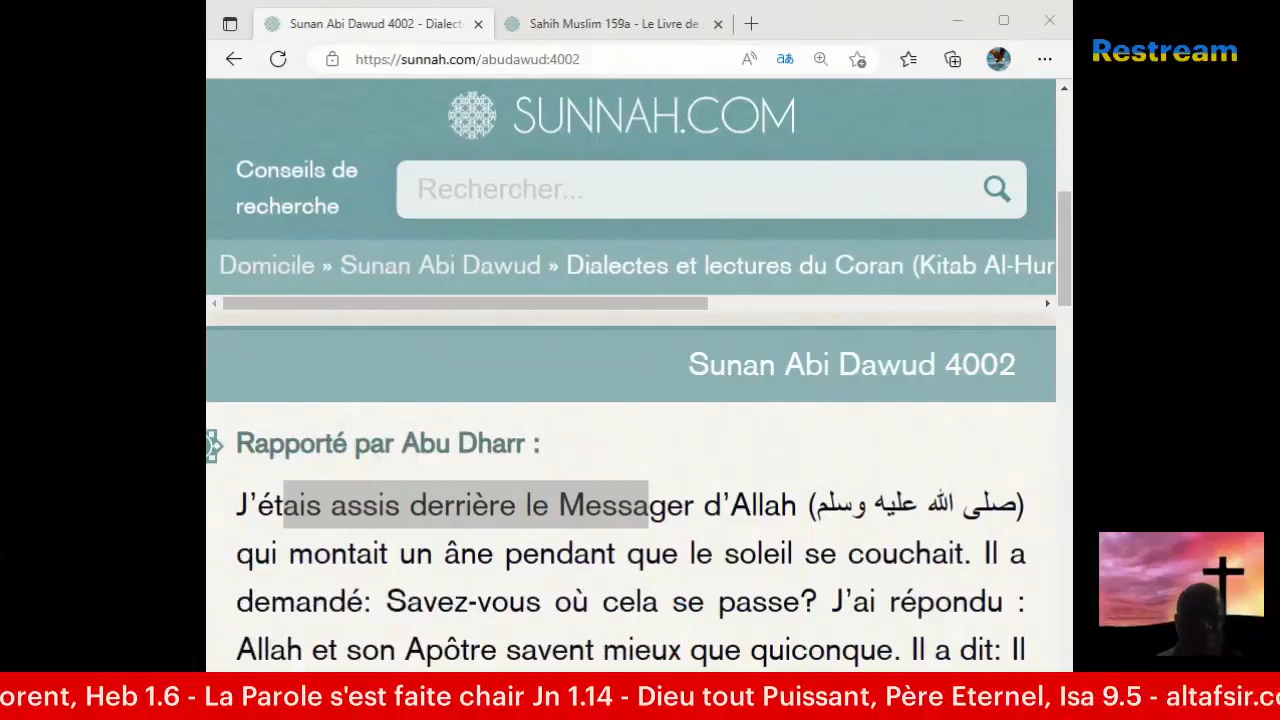 Sunan Abi Dawud 4002 - Dialect
Sahih Muslim 159a - Le Livre de
Restream
https://sunnah.com/abudawud:4002
SUNNAH.COM
Conseils de
recherche
Rechercher...
Domicile » Sunan Abi Dawud » Dialectes et lectures du Coran (Kitab Al-Hur
Sunan Abi Dawud 4002
Rapporté par Abu Dharr :
J’étais assis derrière le Messager d’Allah (صلى الله عليه وسلم)
qui montait un âne pendant que le soleil se couchait. Il a
demandé: Savez-vous où cela se passe? J’ai répondu :
Allah et son Apôtre savent mieux que quiconque. Il a dit: Il
orent, Heb 1.6 - La Parole s'est faite chair Jn 1.14 - Dieu tout Puissant, Père Eternel, Isa 9.5 - altafsir.c